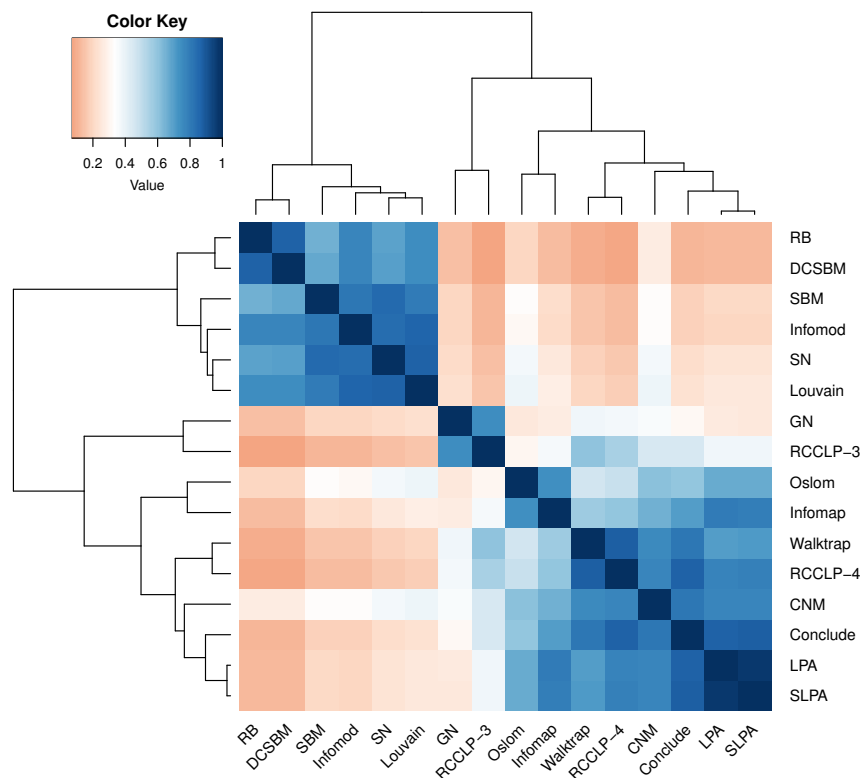 Color Key
0.2 0.4 0.6 0.8 1
Value
RB
DCSBM
SBM
Infomod
SN
Louvain
GN
RCCLP−3
Oslom
Infomap
Walktrap
RCCLP−4
CNM
Conclude
LPA
SLPA
RB DCSBM SBM Infomod SN Louvain GN RCCLP−3 Oslom Infomap Walktrap RCCLP−4 CNM Conclude LPA SLPA